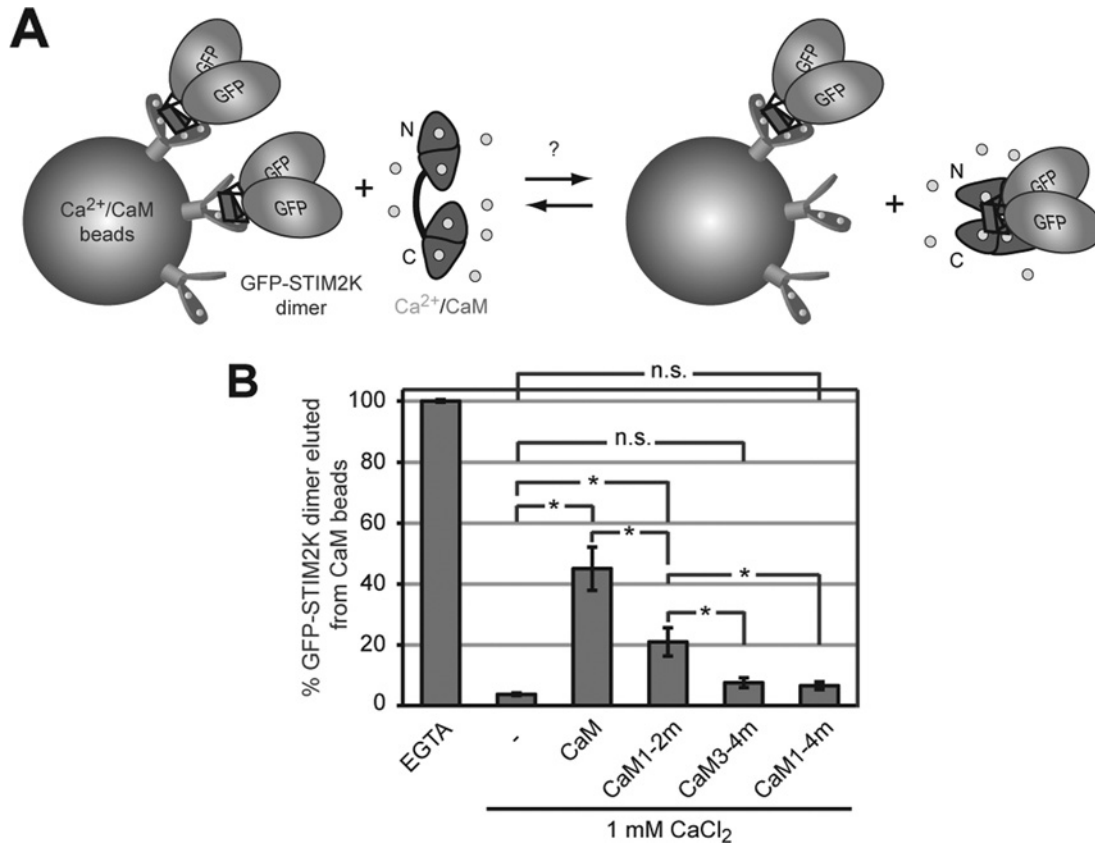 A
GFP
GFP
GFP
GFP
Ca2+/CaM
beads
GFP-STIM2K
dimer
+
N
C
Ca2+/CaM
?
GFP
GFP
+
N
C
GFP
GFP
B
% GFP-STIM2K dimer eluted
from CaM beads
100
80
60
40
20
0
n.s.
n.s.
*
*
*
*
*
EGTA
-
CaM
CaM1-2m
CaM3-4m
CaM1-4m
1 mM CaCl2